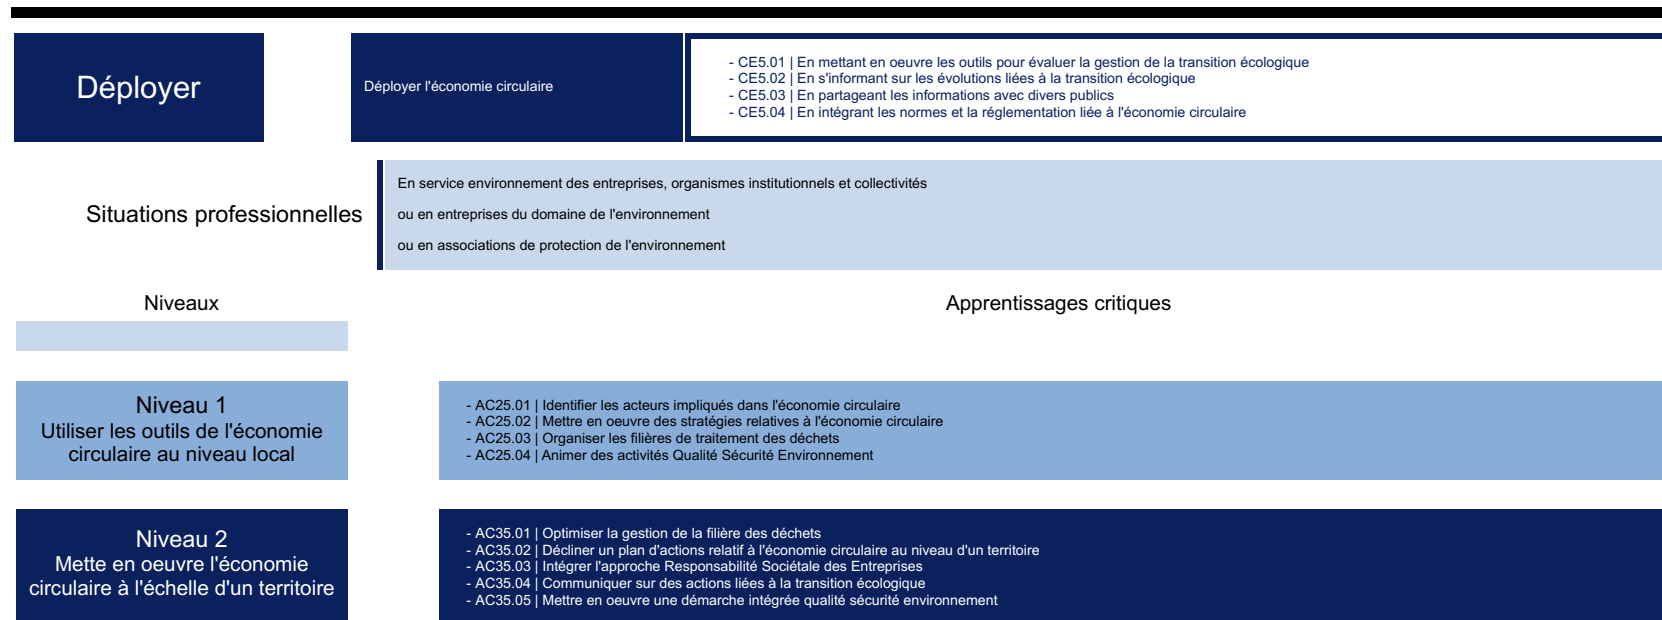 Déployer
Déployer l'économie circulaire
- CE5.01 | En mettant en oeuvre les outils pour évaluer la gestion de la transition écologique
- CE5.02 | En s'informant sur les évolutions liées à la transition écologique
- CE5.03 | En partageant les informations avec divers publics
- CE5.04 | En intégrant les normes et la réglementation liée à l'économie circulaire
Situations professionnelles
En service environnement des entreprises, organismes institutionnels et collectivités
ou en entreprises du domaine de l'environnement
ou en associations de protection de l'environnement
Niveaux
Apprentissages critiques
Niveau 1
Utiliser les outils de l'économie
circulaire au niveau local
- AC25.01 | Identifier les acteurs impliqués dans l'économie circulaire
- AC25.02 | Mettre en oeuvre des stratégies relatives à l'économie circulaire
- AC25.03 | Organiser les filières de traitement des déchets
- AC25.04 | Animer des activités Qualité Sécurité Environnement
Niveau 2
Mette en oeuvre l'économie
circulaire à l'échelle d'un territoire
- AC35.01 | Optimiser la gestion de la filière des déchets
- AC35.02 | Décliner un plan d'actions relatif à l'économie circulaire au niveau d'un territoire
- AC35.03 | Intégrer l'approche Responsabilité Sociétale des Entreprises
- AC35.04 | Communiquer sur des actions liées à la transition écologique
- AC35.05 | Mettre en oeuvre une démarche intégrée qualité sécurité environnement